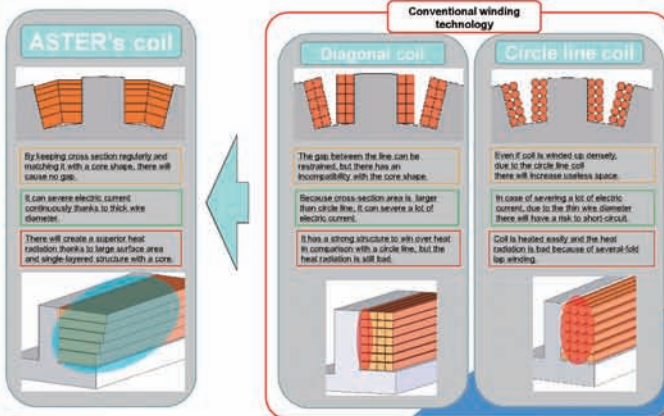 Conventional winding
technology
ASTER's coil
By keeping cross section regularly and
matching it with a core shape, there will
cause no gap.
It can severe electric current
continuously thanks to thick wire
diameter.
There will create a superior heat
radiation thanks to large surface area
and single-layered structure with a core.
Diagonal coil
The gap between the line can be
restrained, but there has an
incompatibility with the core shape.
Because cross-section area is larger
than circle line, it can severe a lot of
electric current.
It has a strong structure to win over heat
in comparison with a circle line, but the
heat radiation is still bad.
Circle line coil
Even if coil is winded up densely,
due to the circle line coil
there will increase useless space.
In case of severing a lot of electric
current, due to the thin wire diameter
there will have a risk to short-circuit.
Coil is heated easily and the heat
radiation is bad because of several-fold
lap winding.